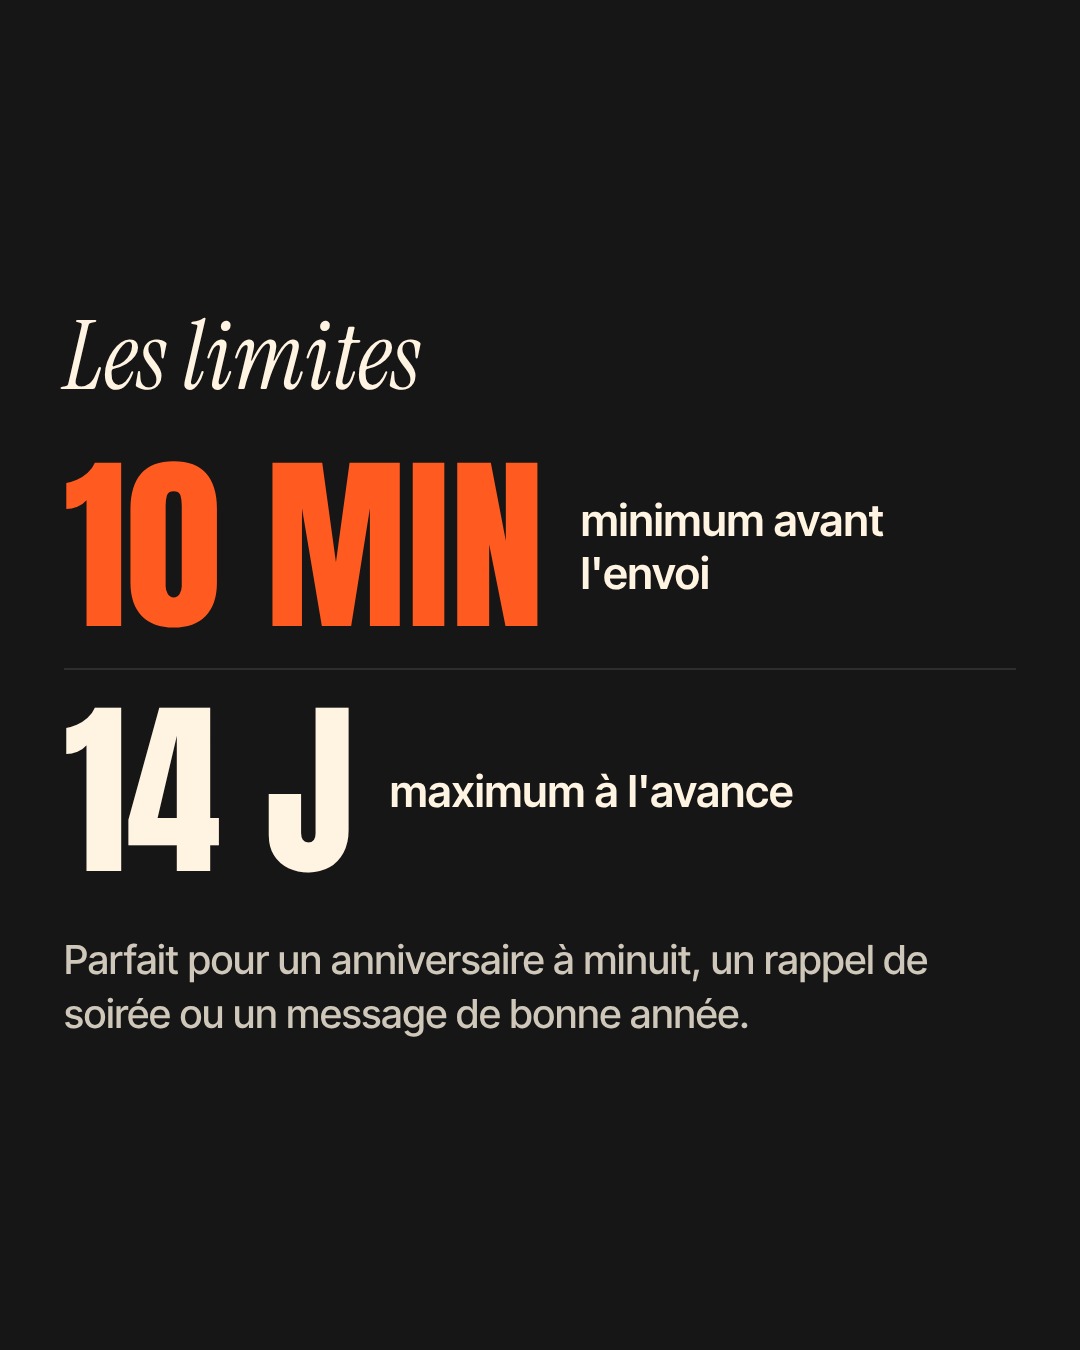 Les limites
10 MIN
minimum avant
l'envoi
14 J
maximum à l'avance
Parfait pour un anniversaire à minuit, un rappel de
soirée ou un message de bonne année.